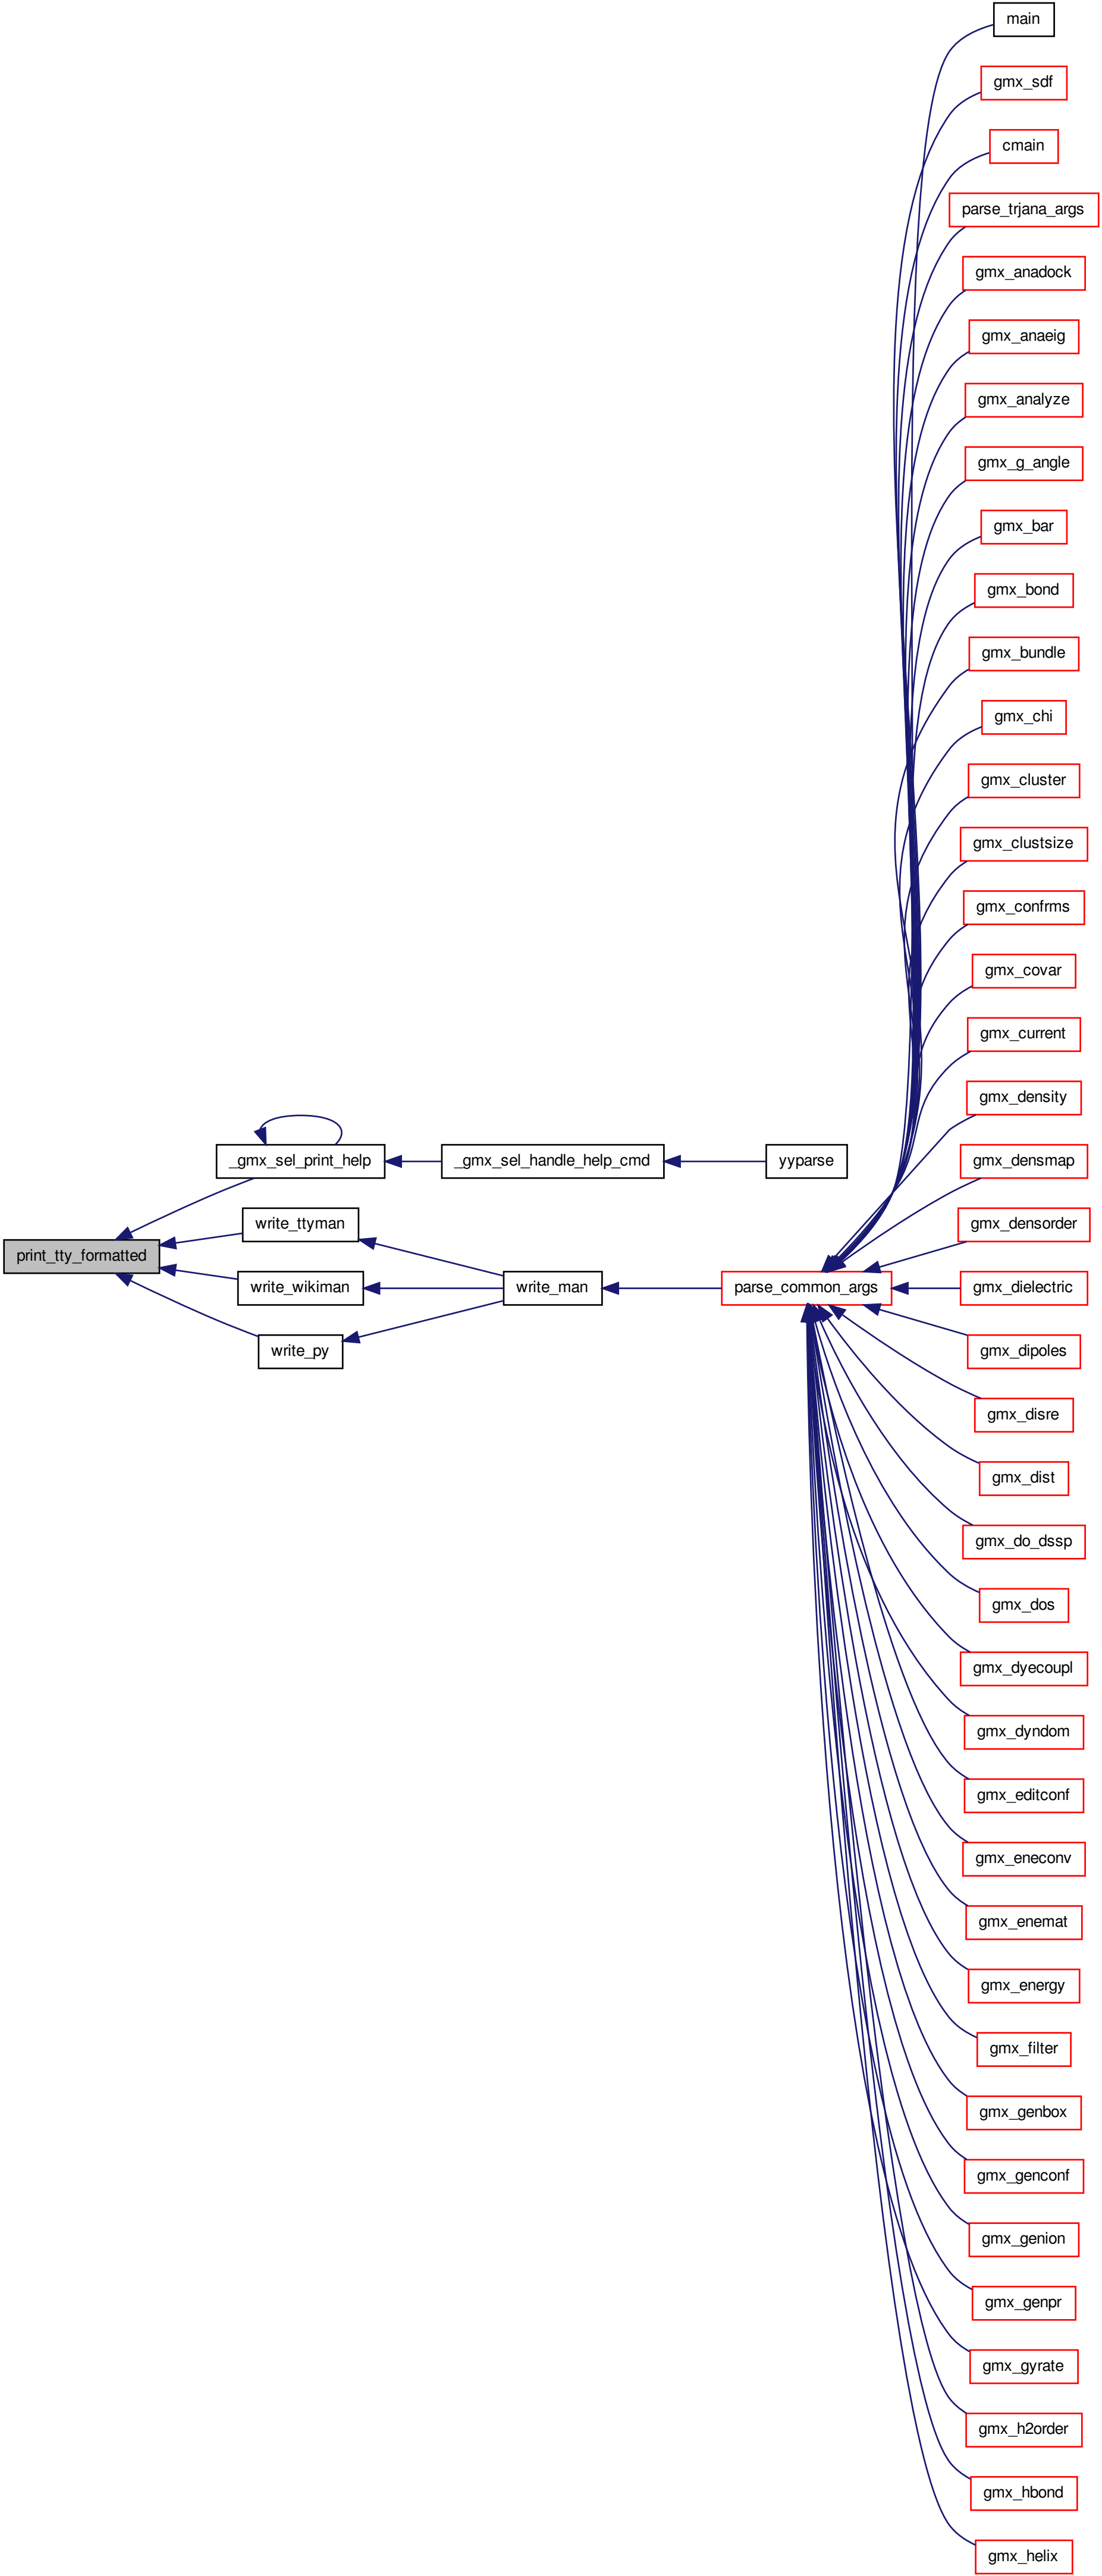 main
gmx_sdf
cmain
parse_trjana_args
gmx_anadock
gmx_anaeig
gmx_analyze
gmx_g_angle
gmx_bar
gmx_bond
gmx_bundle
gmx_chi
gmx_cluster
gmx_clustsize
gmx_confrms
gmx_covar
gmx_current
gmx_density
_gmx_sel_print_help
_gmx_sel_handle_help_cmd
yyparse
gmx_densmap
write_ttyman
gmx_densorder
print_tty_formatted
write_wikiman
write_man
parse_common_args
gmx_dielectric
write_py
gmx_dipoles
gmx_disre
gmx_dist
gmx_do_dssp
gmx_dos
gmx_dyecoupl
gmx_dyndom
gmx_editconf
gmx_eneconv
gmx_enemat
gmx_energy
gmx_filter
gmx_genbox
gmx_genconf
gmx_genion
gmx_genpr
gmx_gyrate
gmx_h2order
gmx_hbond
gmx_helix